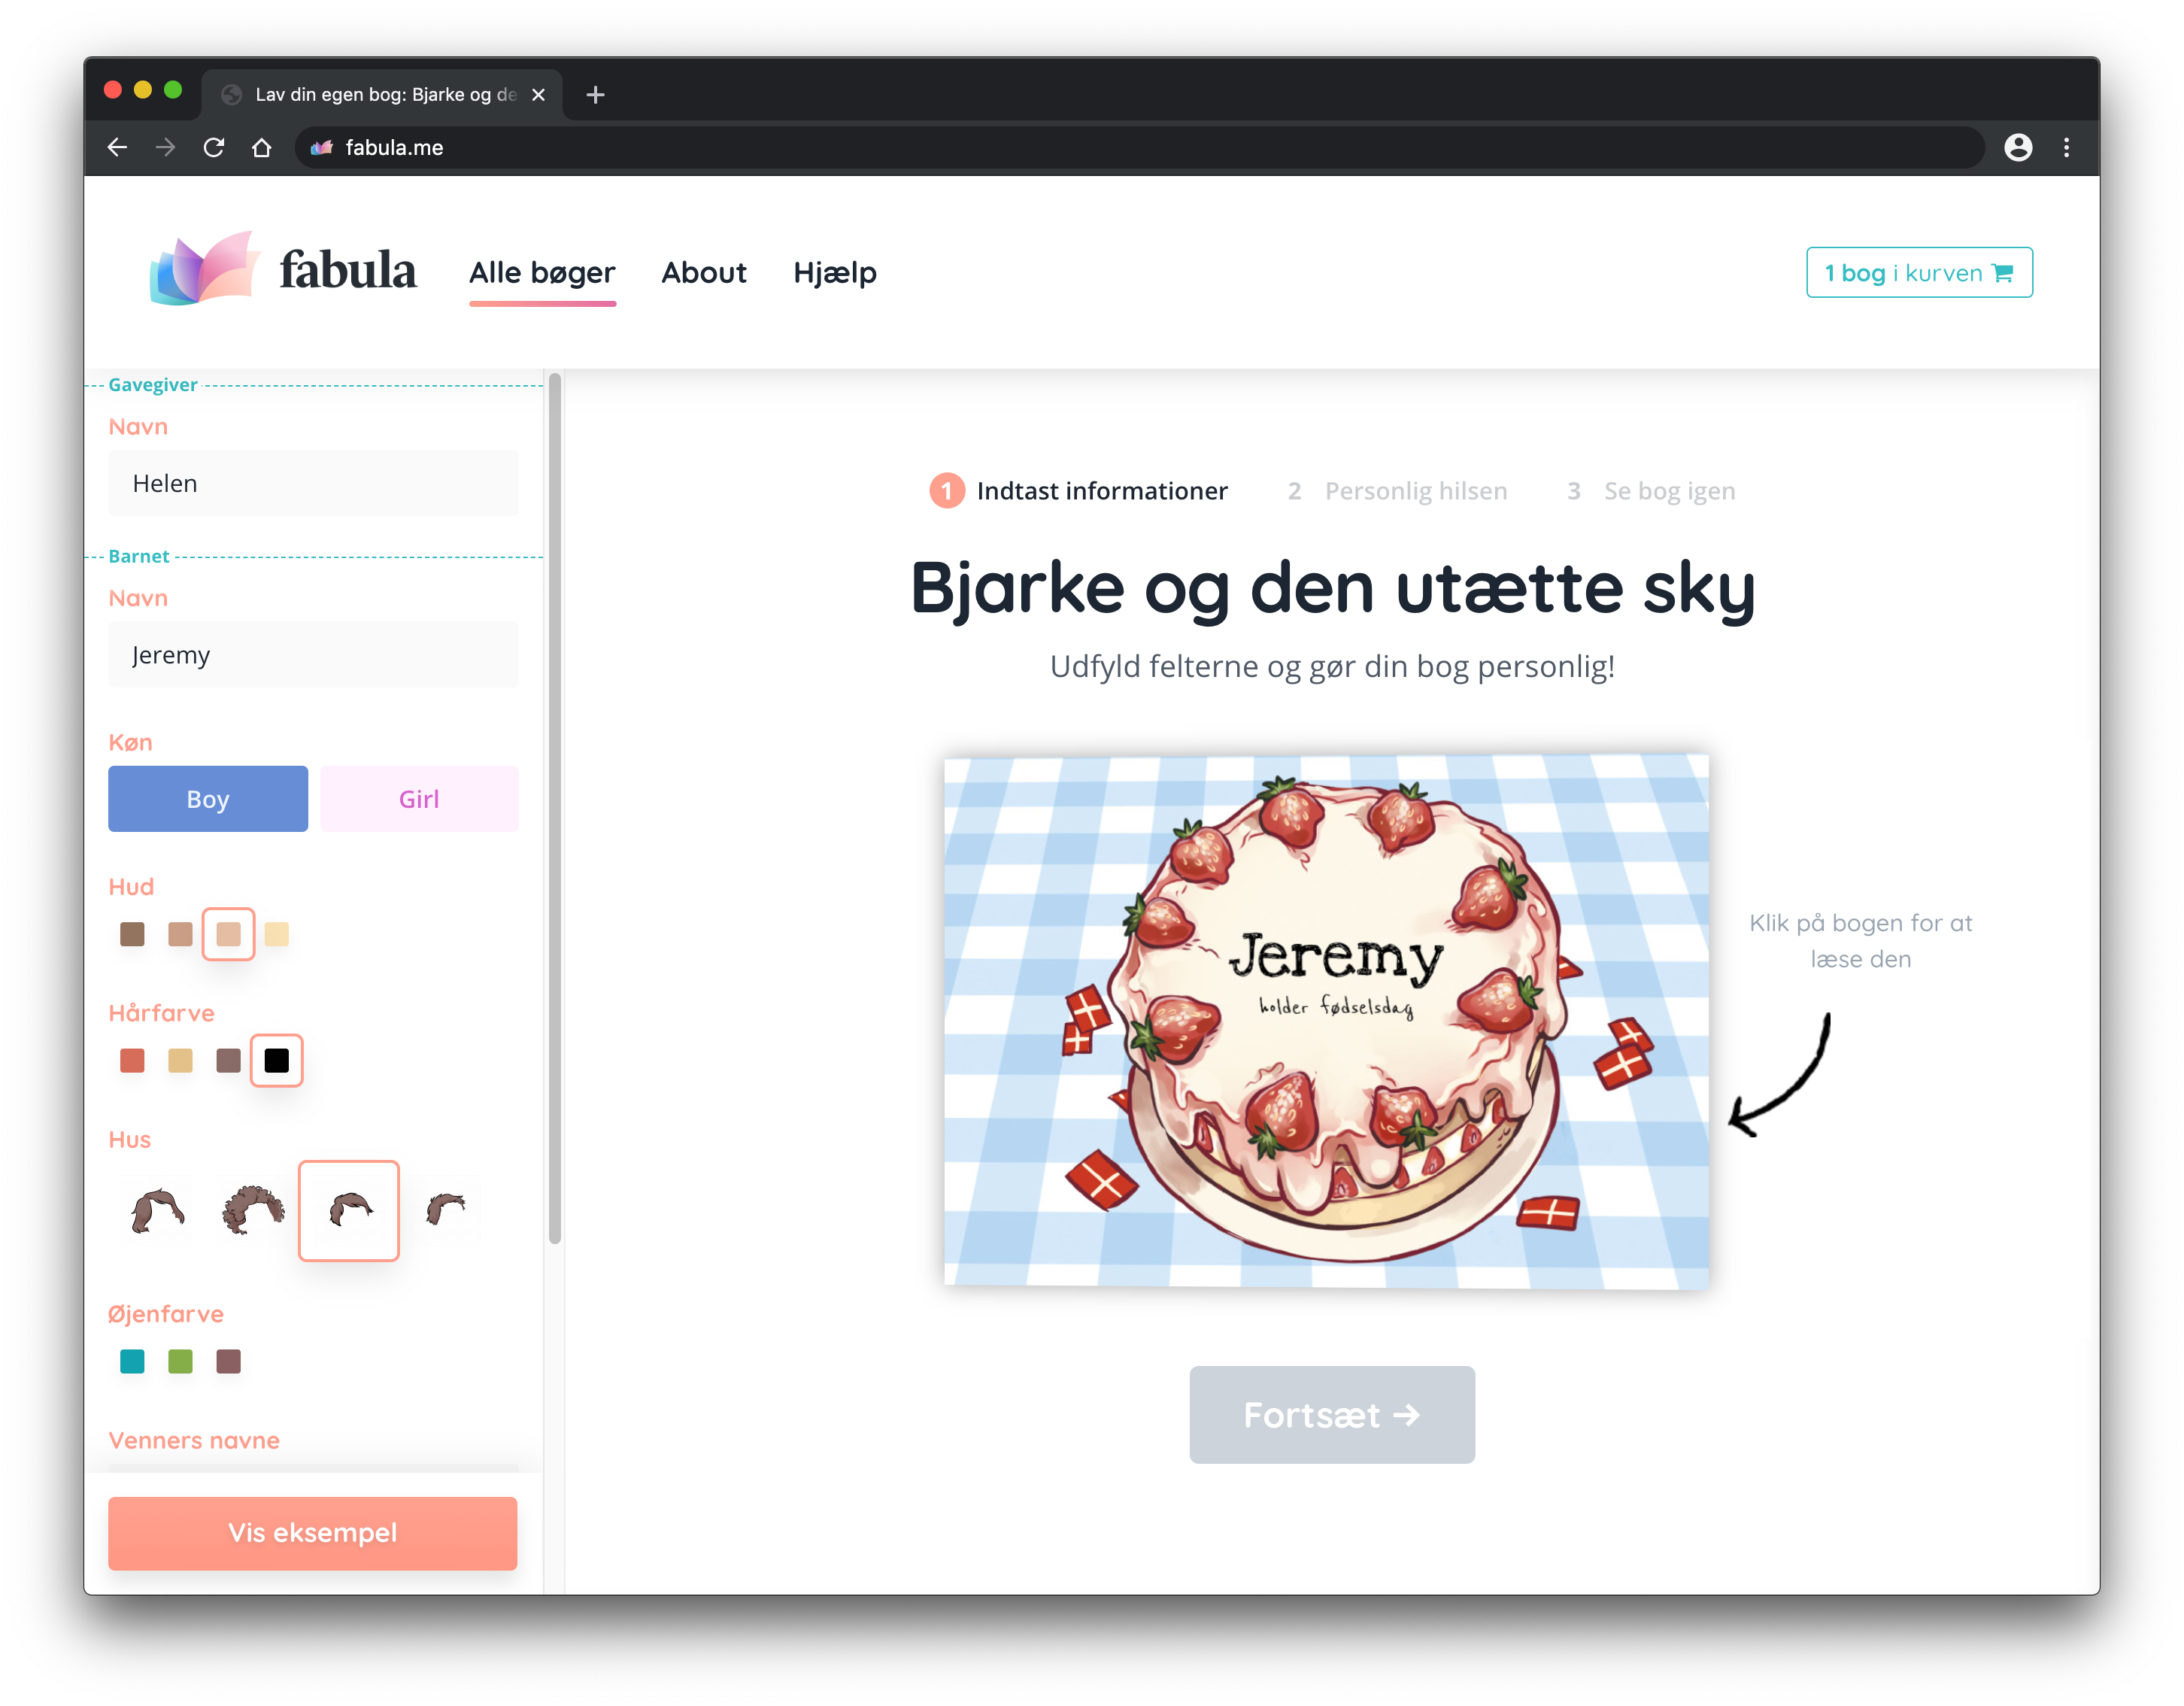 Lav din egen bog: Bjarke og de
fabula.me
fabula
Alle bøger
About
Hjælp
1 bog i kurven
Gavegiver
Navn
Helen
Barnet
Navn
Jeremy
Køn
Boy
Girl
Hud
Hårfarve
Hus
Øjenfarve
Venners navne
Vis eksempel
1 Indtast informationer
2 Personlig hilsen
3 Se bog igen
Bjarke og den utætte sky
Udfyld felterne og gør din bog personlig!
Jeremy
holder fødselsdag
Klik på bogen for at
læse den
Fortsæt →